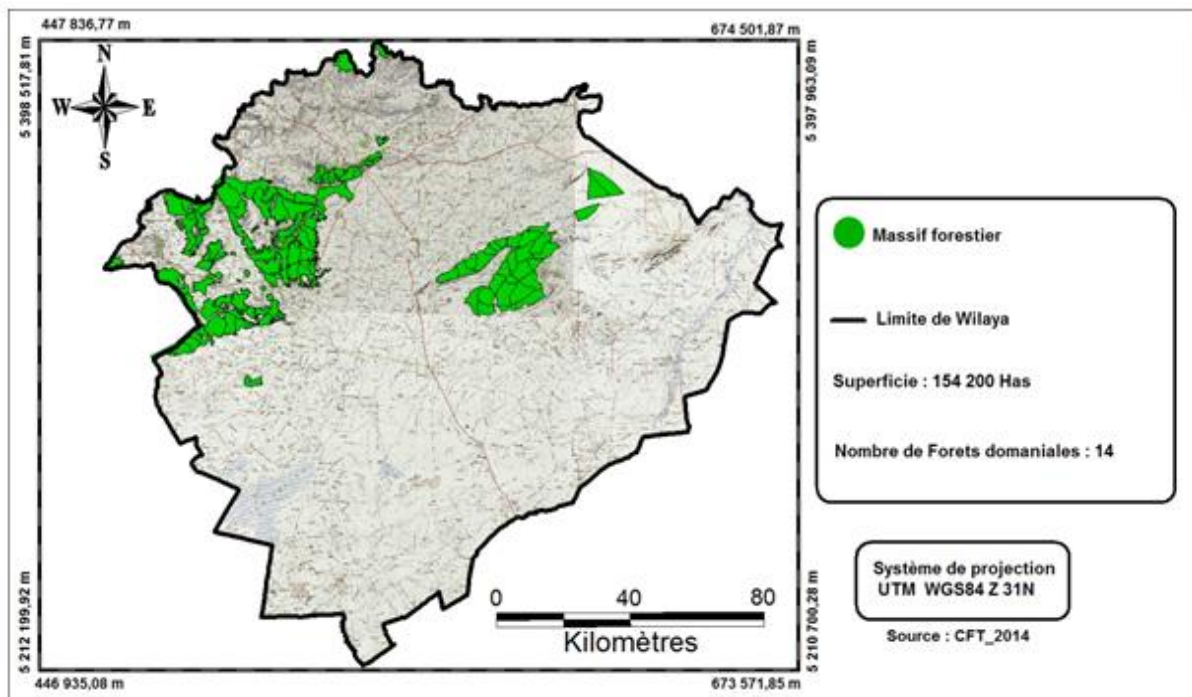 447 836,77 m
674 501,87 m
5 398 517,81 m
5 397 963,09 m
N
W
E
S
Massif forestier
Limite de Wilaya
Superficie : 154 200 Has
Nombre de Forets domaniales : 14
Système de projection
UTM WGS84 Z 31N
Source : CFT_2014
0 40 80
Kilomètres
5 212 199,92 m
5 210 700,28 m
446 935,08 m
673 571,85 m